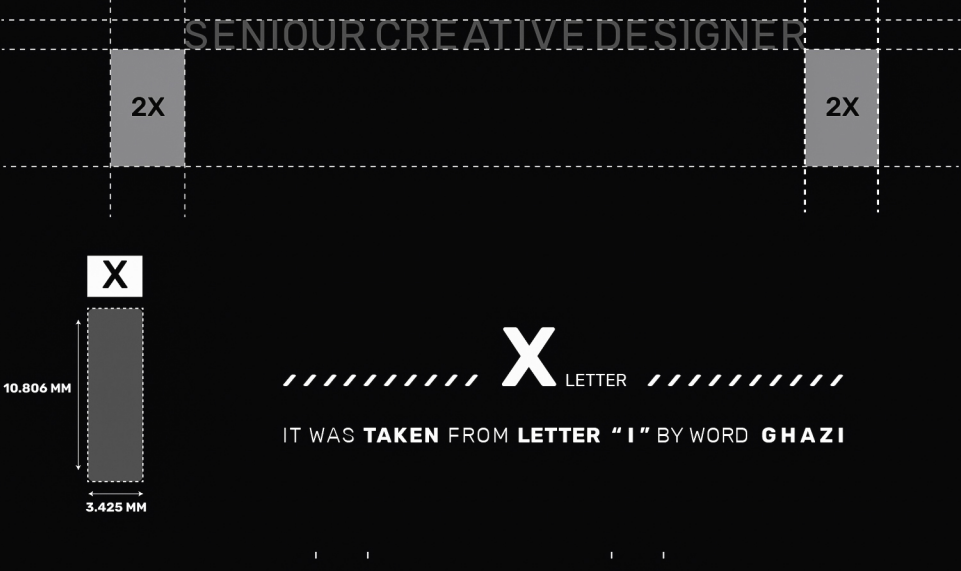 SENIOUR CREATIVE DESIGNER
2X 2X
X
10.806 MM
3.425 MM
X LETTER
IT WAS TAKEN FROM LETTER “I” BY WORD GHAZI